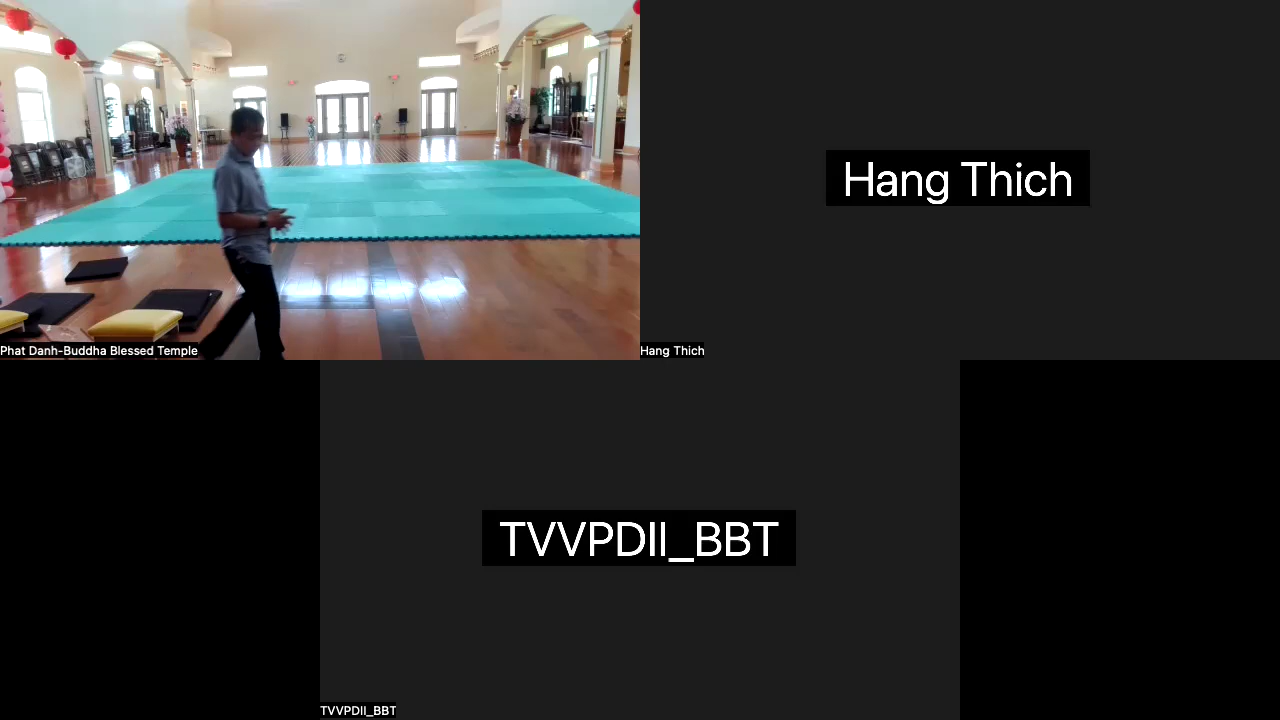 Phat Danh-Buddha Blessed Temple
Hang Thich
Hang Thich
TVVPDII_BBT
TVVPDII_BBT